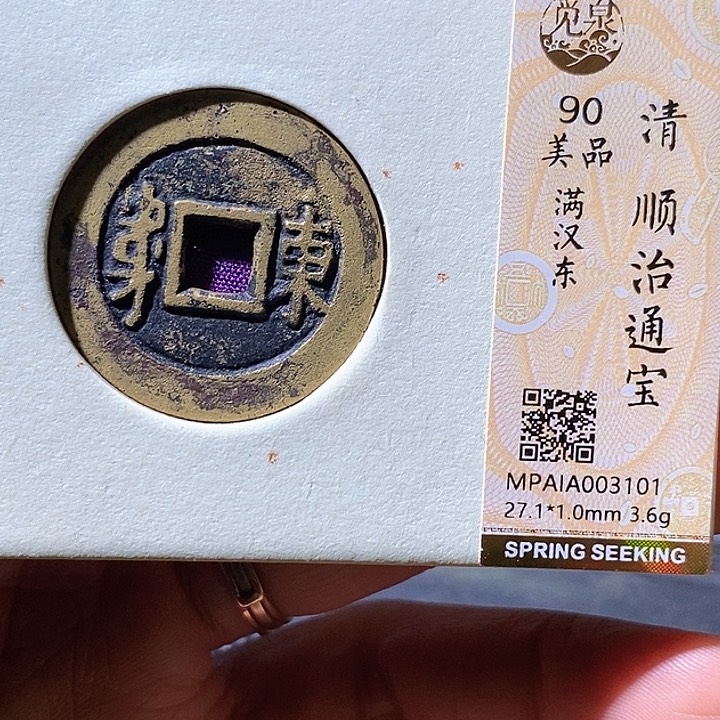 觅泉
90
美品
满汉东
清 顺治通宝
東
MPAIA003101
27.1*1.0mm 3.6g
SPRING SEEKING